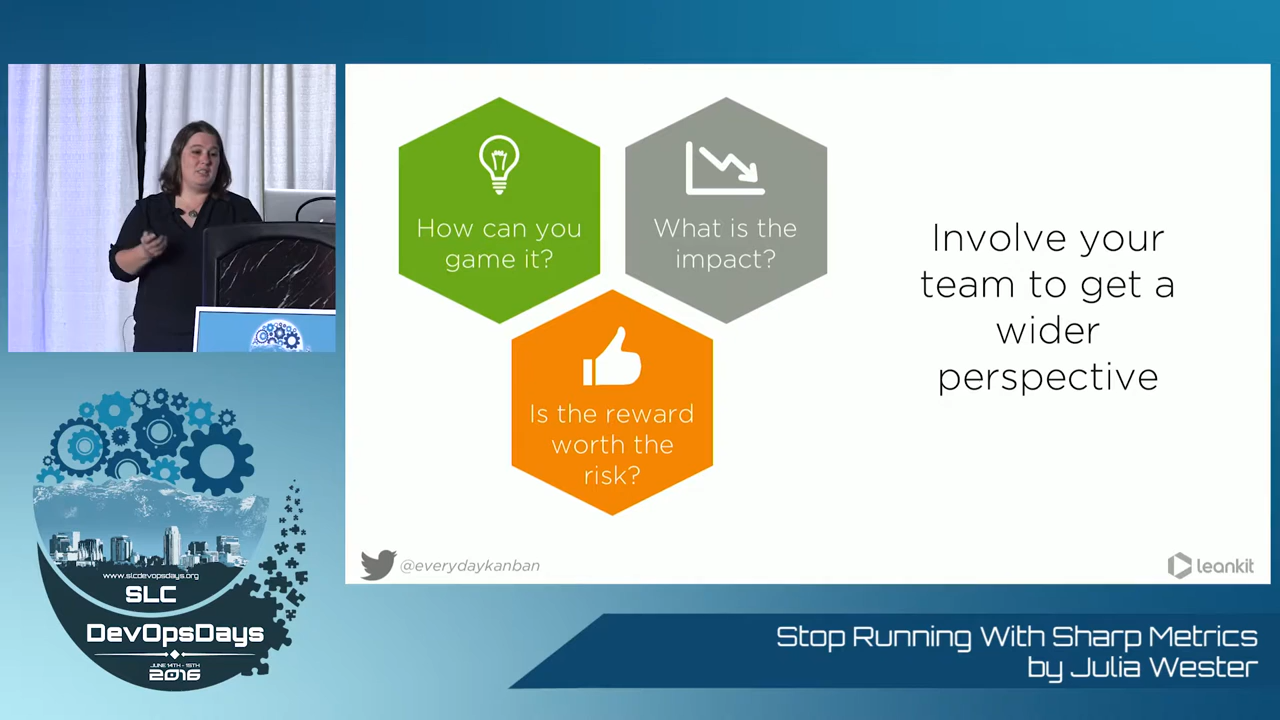 How can you
game it?
What is the
impact?
Is the reward
worth the
risk?
Involve your
team to get a
wider
perspective
@everydaykanban
leankit
www.slcdevopsdays.org
SLC
DevOpsDays
JUNE 14TH - 15TH
2016
Stop Running With Sharp Metrics
by Julia Wester